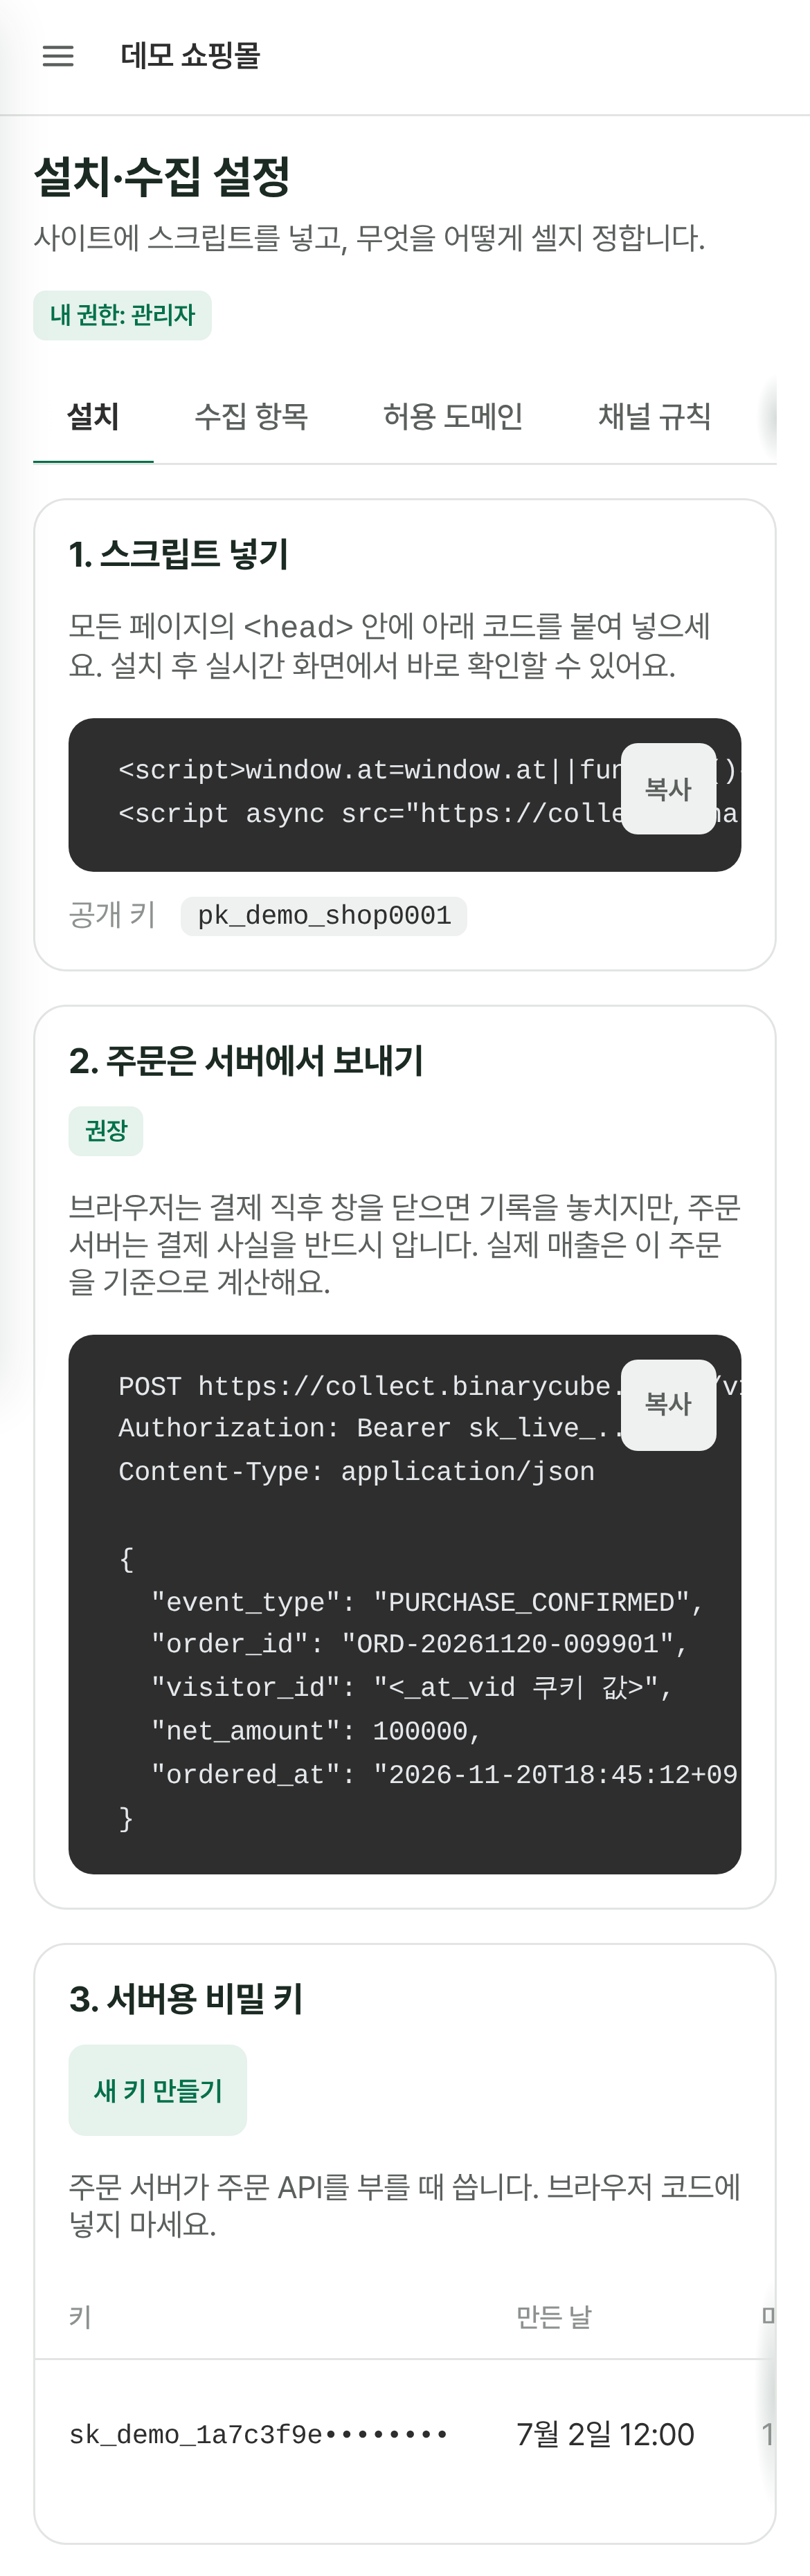 데모 쇼핑몰
설치·수집 설정
사이트에 스크립트를 넣고, 무엇을 어떻게 셀지 정합니다.
내 권한: 관리자
설치 수집 항목 허용 도메인 채널 규칙
1. 스크립트 넣기
모든 페이지의 <head> 안에 아래 코드를 붙여 넣으세
요. 설치 후 실시간 화면에서 바로 확인할 수 있어요.
<script>window.at=window.at||fun ()
복사
<script async src="https://colle
공개 키 pk_demo_shop0001
2. 주문은 서버에서 보내기
권장
브라우저는 결제 직후 창을 닫으면 기록을 놓치지만, 주문
서버는 결제 사실을 반드시 압니다. 실제 매출은 이 주문
을 기준으로 계산해요.
POST https://collect.binarycube. /v
복사
Authorization: Bearer sk_live_..
Content-Type: application/json
{
"event_type": "PURCHASE_CONFIRMED",
"order_id": "ORD-20261120-009901",
"visitor_id": "<_at_vid 쿠키 값>",
"net_amount": 100000,
"ordered_at": "2026-11-20T18:45:12+09
}
3. 서버용 비밀 키
새 키 만들기
주문 서버가 주문 API를 부를 때 씁니다. 브라우저 코드에
넣지 마세요.
키 만든 날
sk_demo_1a7c3f9e•••••••• 7월 2일 12:00 1